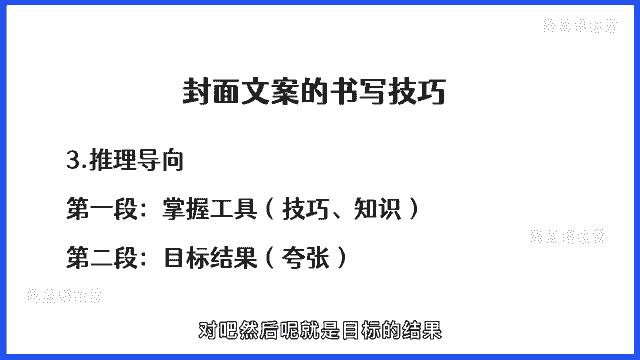 封面文案的书写技巧
3.推理导向
第一段：掌握工具（技巧、知识）
第二段：目标结果（夸张）
对吧然后呢就是目标的结果